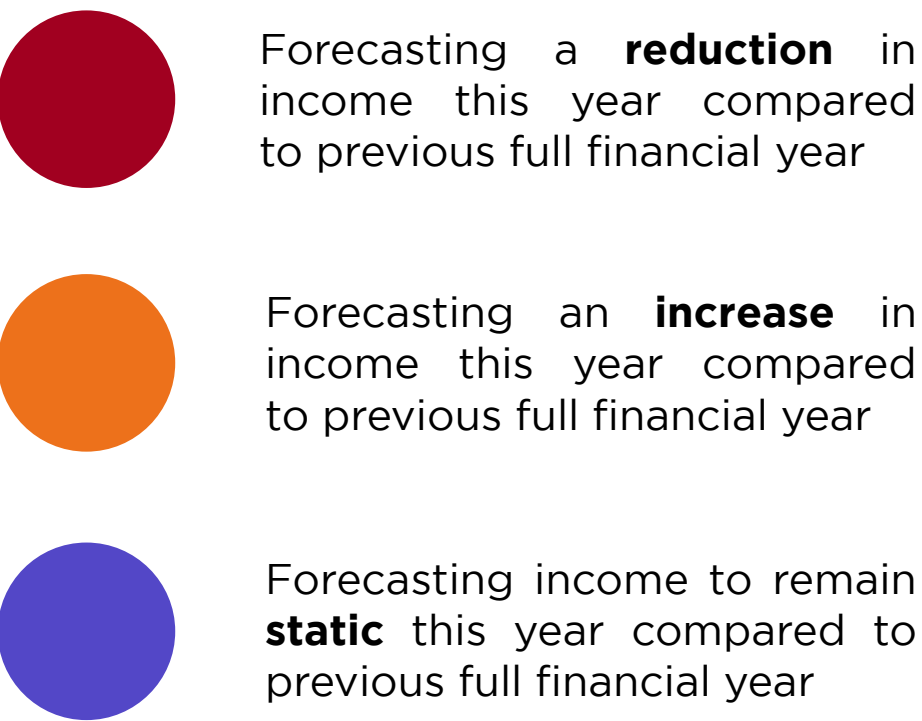 Forecasting a reduction in
income this year compared
to previous full financial year
Forecasting an increase in
income this year compared
to previous full financial year
Forecasting income to remain
static this year compared to
previous full financial year